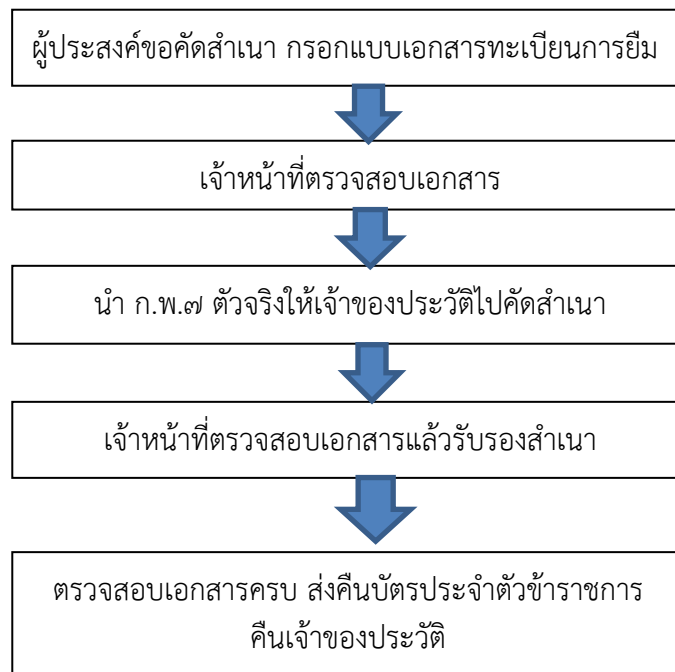 ผู้ประสงค์ขอคัดสำเนา กรอกแบบเอกสารทะเบียนการยืม
เจ้าหน้าที่ตรวจสอบเอกสาร
นำ ก.พ.๗ ตัวจริงให้เจ้าของประวัติไปคัดสำเนา
เจ้าหน้าที่ตรวจสอบเอกสารแล้วรับรองสำเนา
ตรวจสอบเอกสารครบ ส่งคืนบัตรประจำตัวข้าราชการ
คืนเจ้าของประวัติ